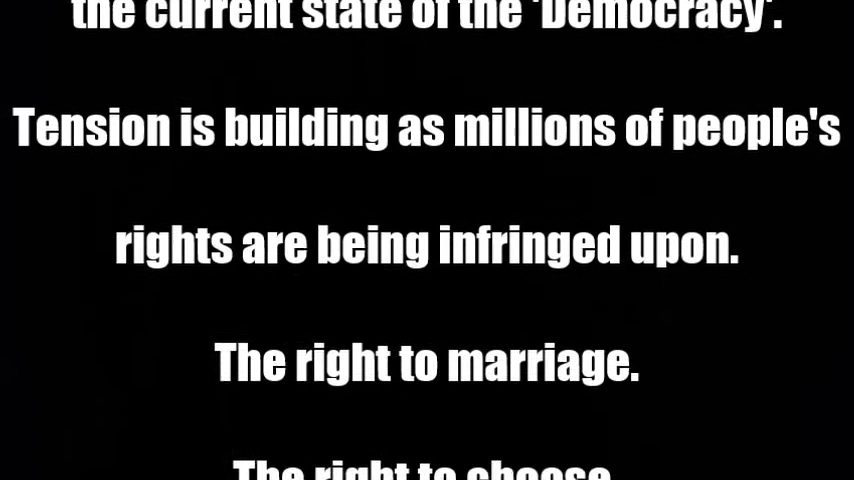 the current state of the 'Democracy'.
Tension is building as millions of people's
rights are being infringed upon.
The right to marriage.
The right to choose